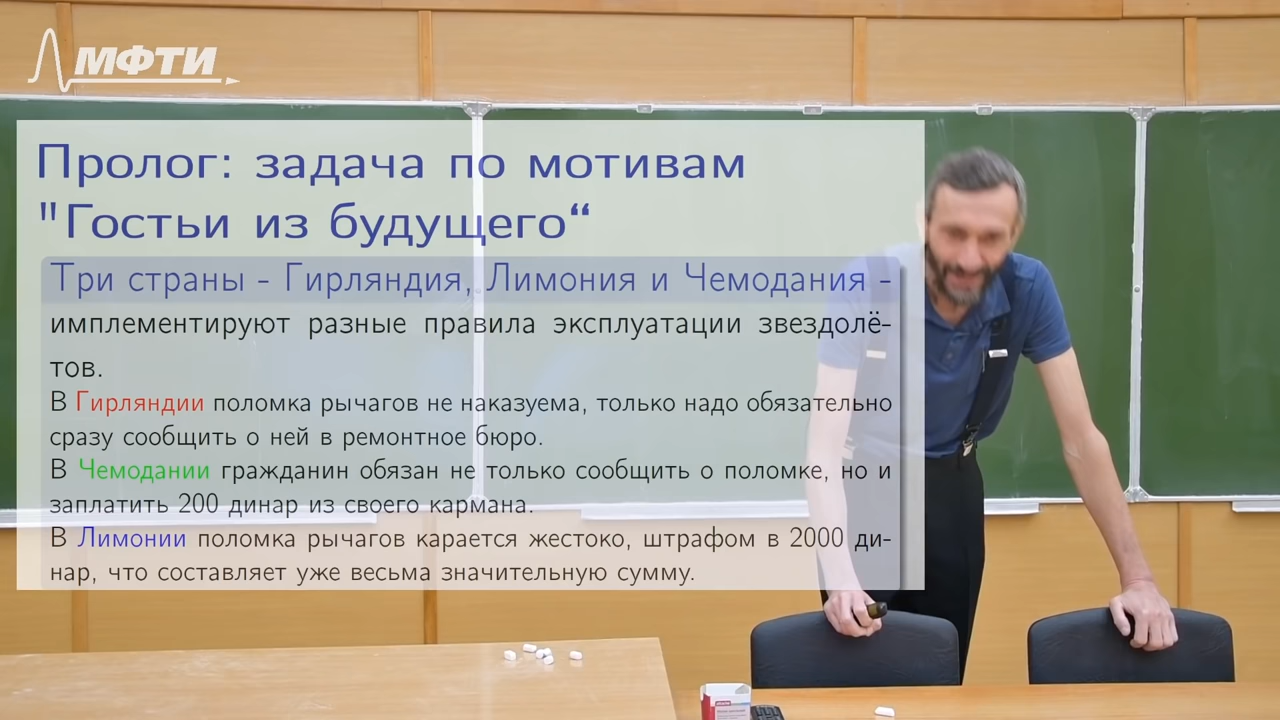 МФТИ
Пролог: задача по мотивам
"Гостьи из будущего“
Три страны - Гирляндия, Лимония и Чемодания -
имплементируют разные правила эксплуатации звездолё-
тов.
В Гирляндии поломка рычагов не наказуема, только надо обязательно
сразу сообщить о ней в ремонтное бюро.
В Чемодании гражданин обязан не только сообщить о поломке, но и
заплатить 200 динар из своего кармана.
В Лимонии поломка рычагов карается жестоко, штрафом в 2000 ди-
нар, что составляет уже весьма значительную сумму.